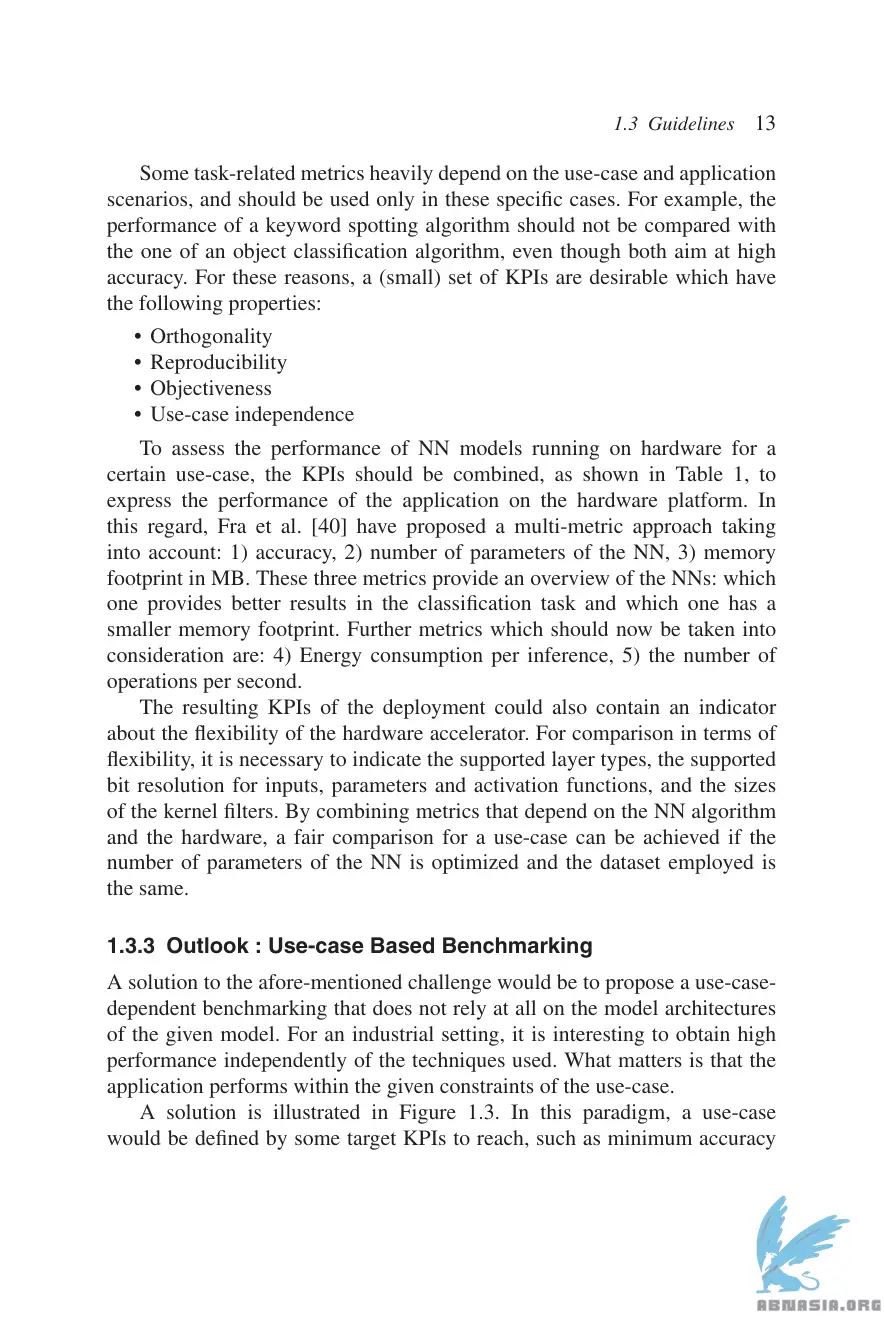 1.3 Guidelines 13
Some task-related metrics heavily depend on the use-case and application
scenarios, and should be used only in these specific cases. For example, the
performance of a keyword spotting algorithm should not be compared with
the one of an object classification algorithm, even though both aim at high
accuracy. For these reasons, a (small) set of KPIs are desirable which have
the following properties:
• Orthogonality
• Reproducibility
• Objectiveness
• Use-case independence
To assess the performance of NN models running on hardware for a
certain use-case, the KPIs should be combined, as shown in Table 1, to
express the performance of the application on the hardware platform. In
this regard, Fra et al. [40] have proposed a multi-metric approach taking
into account: 1) accuracy, 2) number of parameters of the NN, 3) memory
footprint in MB. These three metrics provide an overview of the NNs: which
one provides better results in the classification task and which one has a
smaller memory footprint. Further metrics which should now be taken into
consideration are: 4) Energy consumption per inference, 5) the number of
operations per second.
The resulting KPIs of the deployment could also contain an indicator
about the flexibility of the hardware accelerator. For comparison in terms of
flexibility, it is necessary to indicate the supported layer types, the supported
bit resolution for inputs, parameters and activation functions, and the sizes
of the kernel filters. By combining metrics that depend on the NN algorithm
and the hardware, a fair comparison for a use-case can be achieved if the
number of parameters of the NN is optimized and the dataset employed is
the same.
1.3.3 Outlook : Use-case Based Benchmarking
A solution to the afore-mentioned challenge would be to propose a use-case-
dependent benchmarking that does not rely at all on the model architectures
of the given model. For an industrial setting, it is interesting to obtain high
performance independently of the techniques used. What matters is that the
application performs within the given constraints of the use-case.
A solution is illustrated in Figure 1.3. In this paradigm, a use-case
would be defined by some target KPIs to reach, such as minimum accuracy
ABNASIA.ORG